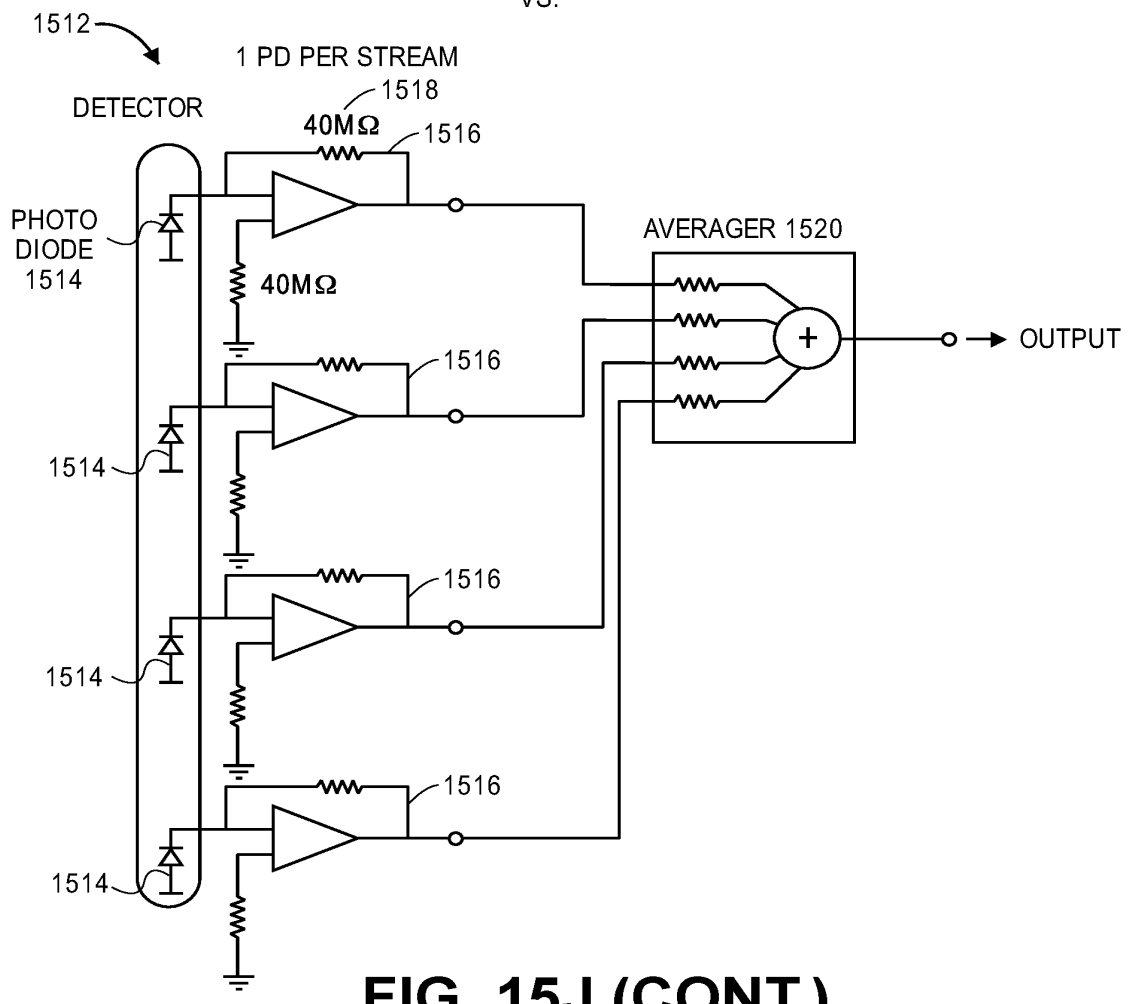 VS.
1512
1 PD PER STREAM
DETECTOR
1518
40MΩ
1516
PHOTO
DIODE
1514
40MΩ
AVERAGER 1520
+
OUTPUT
1516
1514
1516
1514
1516
1514
FIG. 15J (CONT.)